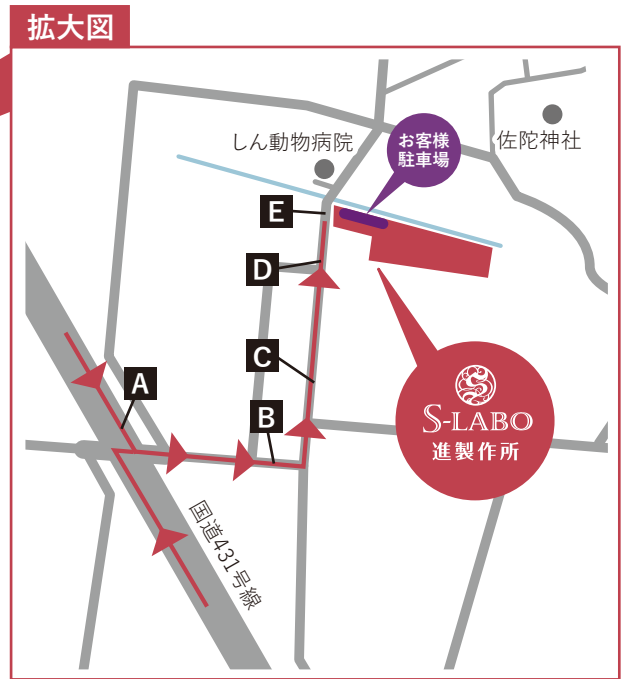 拡大図
しん動物病院
お客様
駐車場
佐陀神社
E
D
C
A
B
S-LABO
進製作所
国道431号線